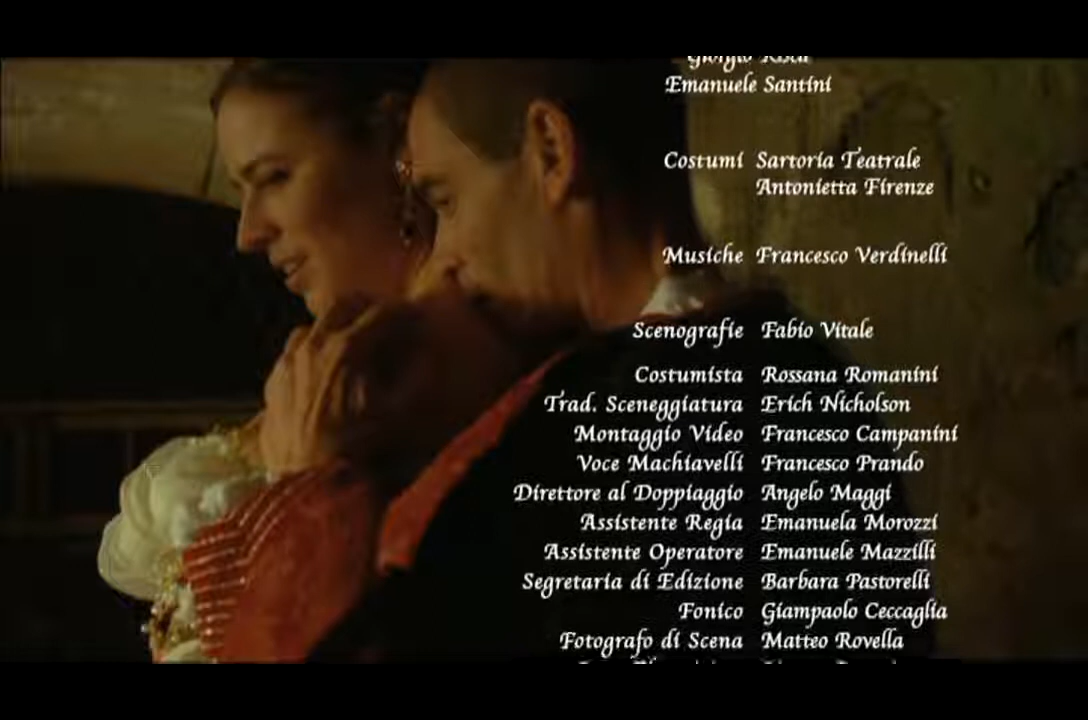 Emanuele Santini
Costumi Sartoria Teatrale
Antonietta Firenze
Musiche Francesco Verdinelli
Scenografie Fabio Vitale
Costumista Rossana Romanini
Trad. Sceneggiatura Erich Nicholson
Montaggio Video Francesco Campanini
Voce Machiavelli Francesco Prando
Direttore al Doppiaggio Angelo Maggi
Assistente Regia Emanuela Morozzi
Assistente Operatore Emanuele Mazzilli
Segretaria di Edizione Barbara Pastorelli
Fonico Giampaolo Ceccaglia
Fotografo di Scena Matteo Rovella